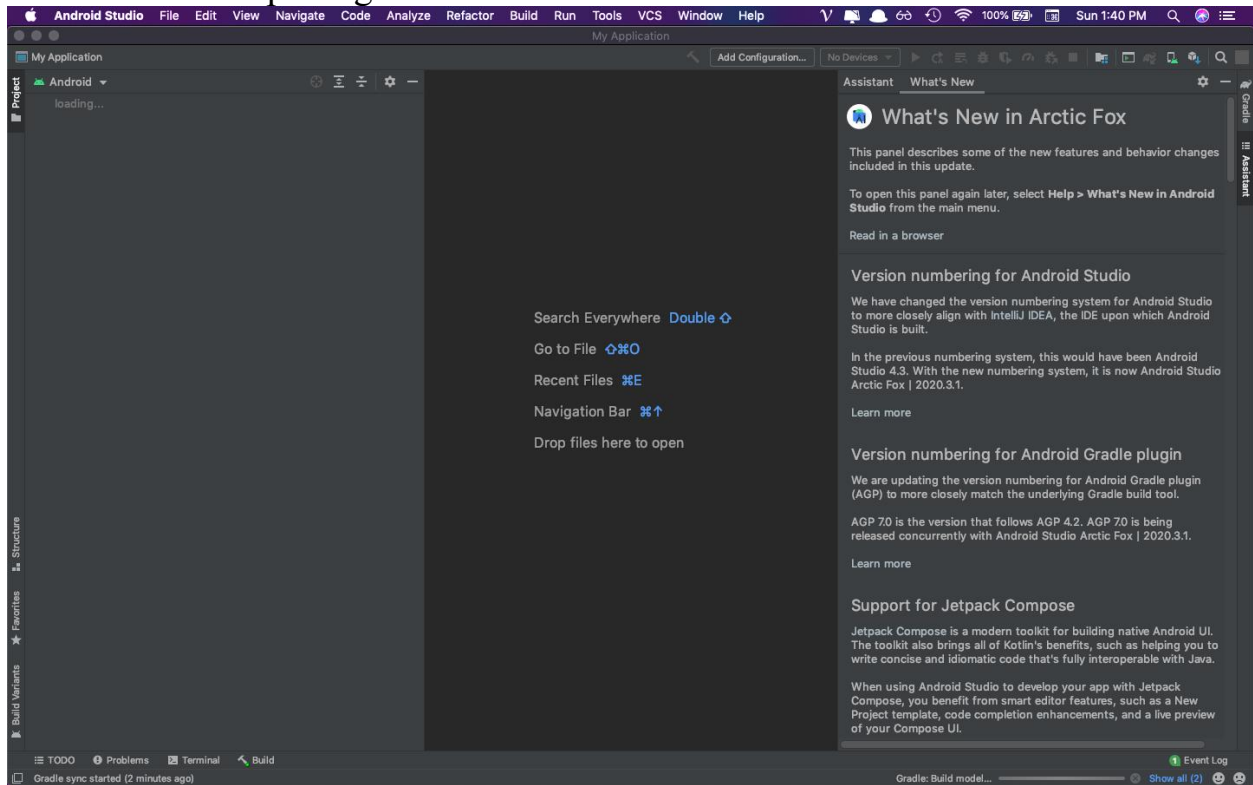 Android Studio File Edit View Navigate Code Analyze Refactor Build Run Tools VCS Window Help 100% Sun 1:40 PM
My Application
My Application Add Configuration... No Devices
Project Android Assistant What's New Gradle
loading...
What's New in Arctic Fox
Assistant
This panel describes some of the new features and behavior changes
included in this update.
To open this panel again later, select Help > What's New in Android
Studio from the main menu.
Read in a browser
Version numbering for Android Studio
We have changed the version numbering system for Android Studio
to more closely align with IntelliJ IDEA, the IDE upon which Android
Studio is built.
In the previous numbering system, this would have been Android
Studio 4.3. With the new numbering system, it is now Android Studio
Arctic Fox | 2020.3.1.
Learn more
Version numbering for Android Gradle plugin
We are updating the version numbering for Android Gradle plugin
(AGP) to more closely match the underlying Gradle build tool.
AGP 7.0 is the version that follows AGP 4.2. AGP 7.0 is being
released concurrently with Android Studio Arctic Fox | 2020.3.1.
Learn more
Support for Jetpack Compose
Jetpack Compose is a modern toolkit for building native Android UI.
The toolkit also brings all of Kotlin's benefits, such as helping you to
write concise and idiomatic code that's fully interoperable with Java.
When using Android Studio to develop your app with Jetpack
Compose, you benefit from smart editor features, such as a New
Project template, code completion enhancements, and a live preview
of your Compose UI.
Search Everywhere Double ⇧
Go to File ⇧⌘O
Recent Files ⌘E
Navigation Bar ⌘↑
Drop files here to open
Structure
Favorites
Build Variants
TODO Problems Terminal Build 1 Event Log
Gradle sync started (2 minutes ago) Gradle: Build model... Show all (2)